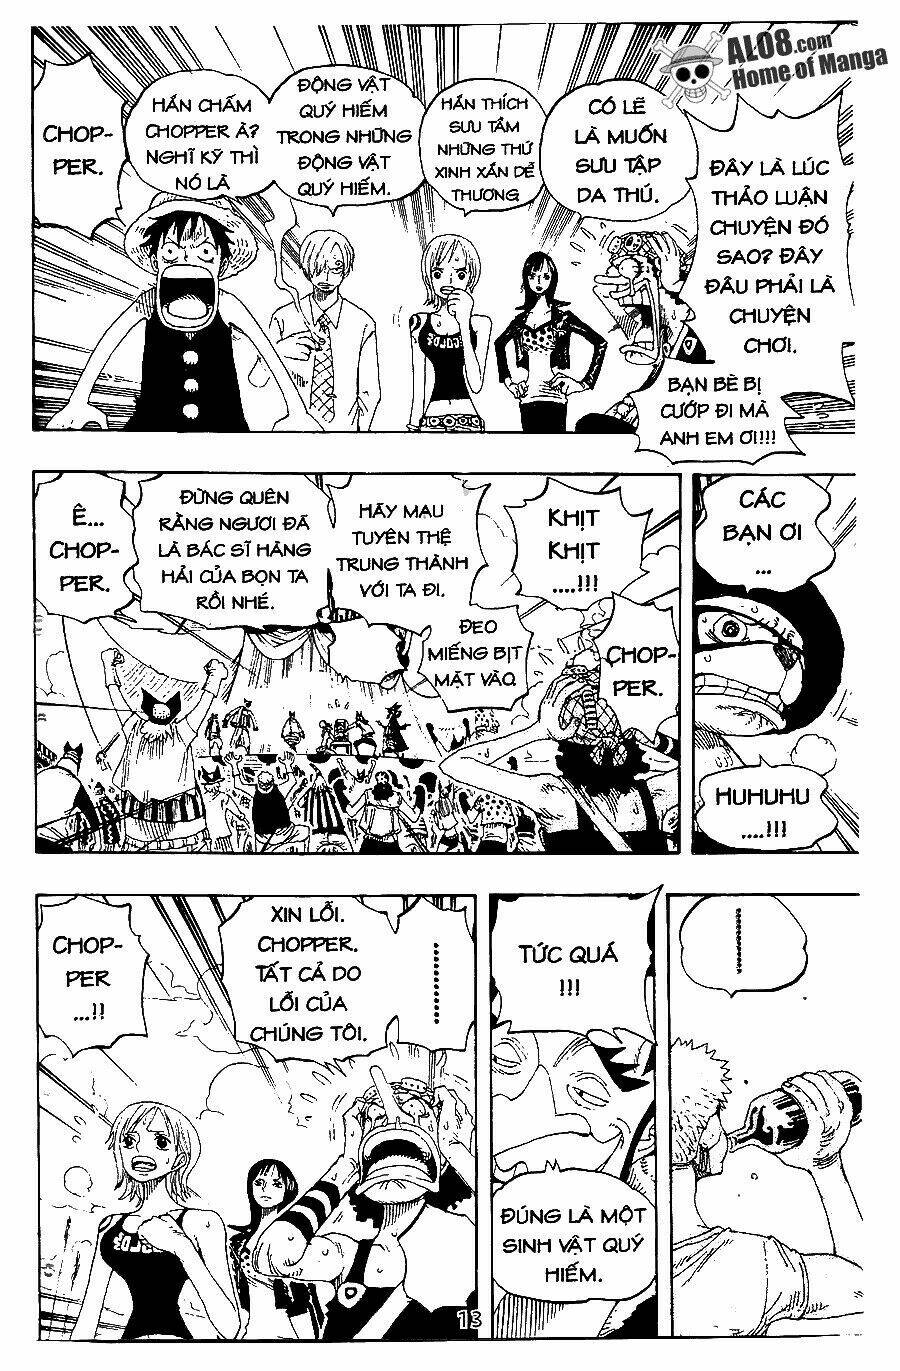 AL08.com
Home of Manga
CHOP-
PER.
HẮN CHẤM
CHOPPER À?
NGHĨ KỸ THÌ
NÓ LÀ
ĐỘNG VẬT
QUÝ HIẾM
TRONG NHỮNG
ĐỘNG VẬT
QUÝ HIẾM.
HẮN THÍCH
SƯU TẦM
NHỮNG THỨ
XINH XẮN DỄ
THƯƠNG
CÓ LẼ
LÀ MUỐN
SƯU TẬP
DA THÚ.
ĐÂY LÀ LÚC
THẢO LUẬN
CHUYỆN ĐÓ
SAO? ĐÂY
ĐÂU PHẢI LÀ
CHUYỆN
CHƠI.
BẠN BÈ BỊ
CƯỚP ĐI MÀ
ANH EM ƠI!!!
Ê...
CHOP-
PER.
ĐỪNG QUÊN
RẰNG NGƯƠI ĐÃ
LÀ BÁC SĨ HÀNG
HẢI CỦA BỌN TA
RỒI NHÉ.
HÃY MAU
TUYÊN THỆ
TRUNG THÀNH
VỚI TA ĐI.
ĐEO
MIẾNG BỊT
MẶT VÀO.
KHỊT
KHỊT
....!!!
CHOP-
PER.
CÁC
BẠN ƠI
...
HUHUHU
....!!!
CHOP-
PER
...!!
XIN LỖI.
CHOPPER.
TẤT CẢ DO
LỖI CỦA
CHÚNG TÔI.
TỨC QUÁ
!!!
ĐÚNG LÀ MỘT
SINH VẬT QUÝ
HIẾM.
13